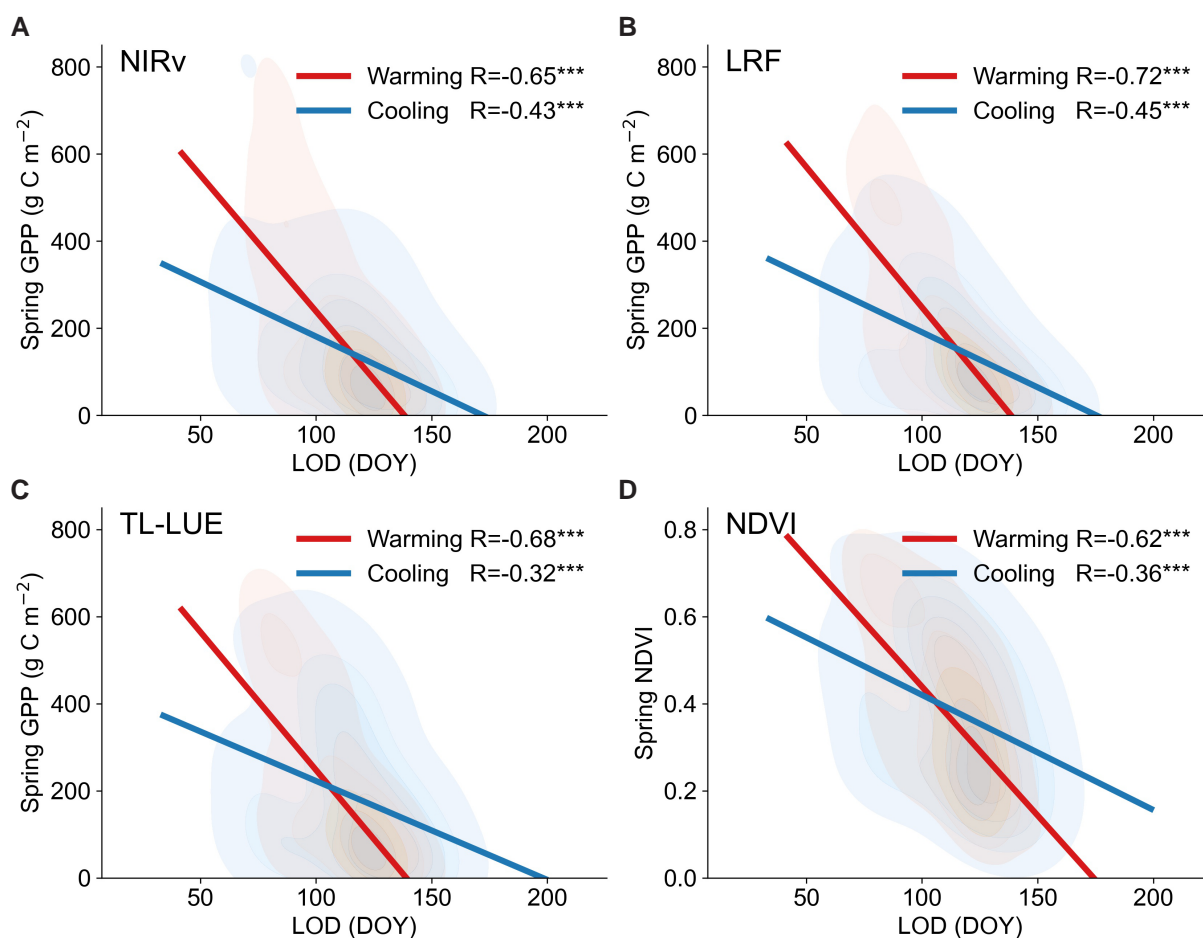 A
NIRv
Warming R=-0.65***
Cooling R=-0.43***
Spring GPP (g C m−2)
800
600
400
200
0
50 100 150 200
LOD (DOY)
B
LRF
Warming R=-0.72***
Cooling R=-0.45***
Spring GPP (g C m−2)
800
600
400
200
0
50 100 150 200
LOD (DOY)
C
TL-LUE
Warming R=-0.68***
Cooling R=-0.32***
Spring GPP (g C m−2)
800
600
400
200
0
50 100 150 200
LOD (DOY)
D
NDVI
Warming R=-0.62***
Cooling R=-0.36***
Spring NDVI
0.8
0.6
0.4
0.2
0.0
50 100 150 200
LOD (DOY)